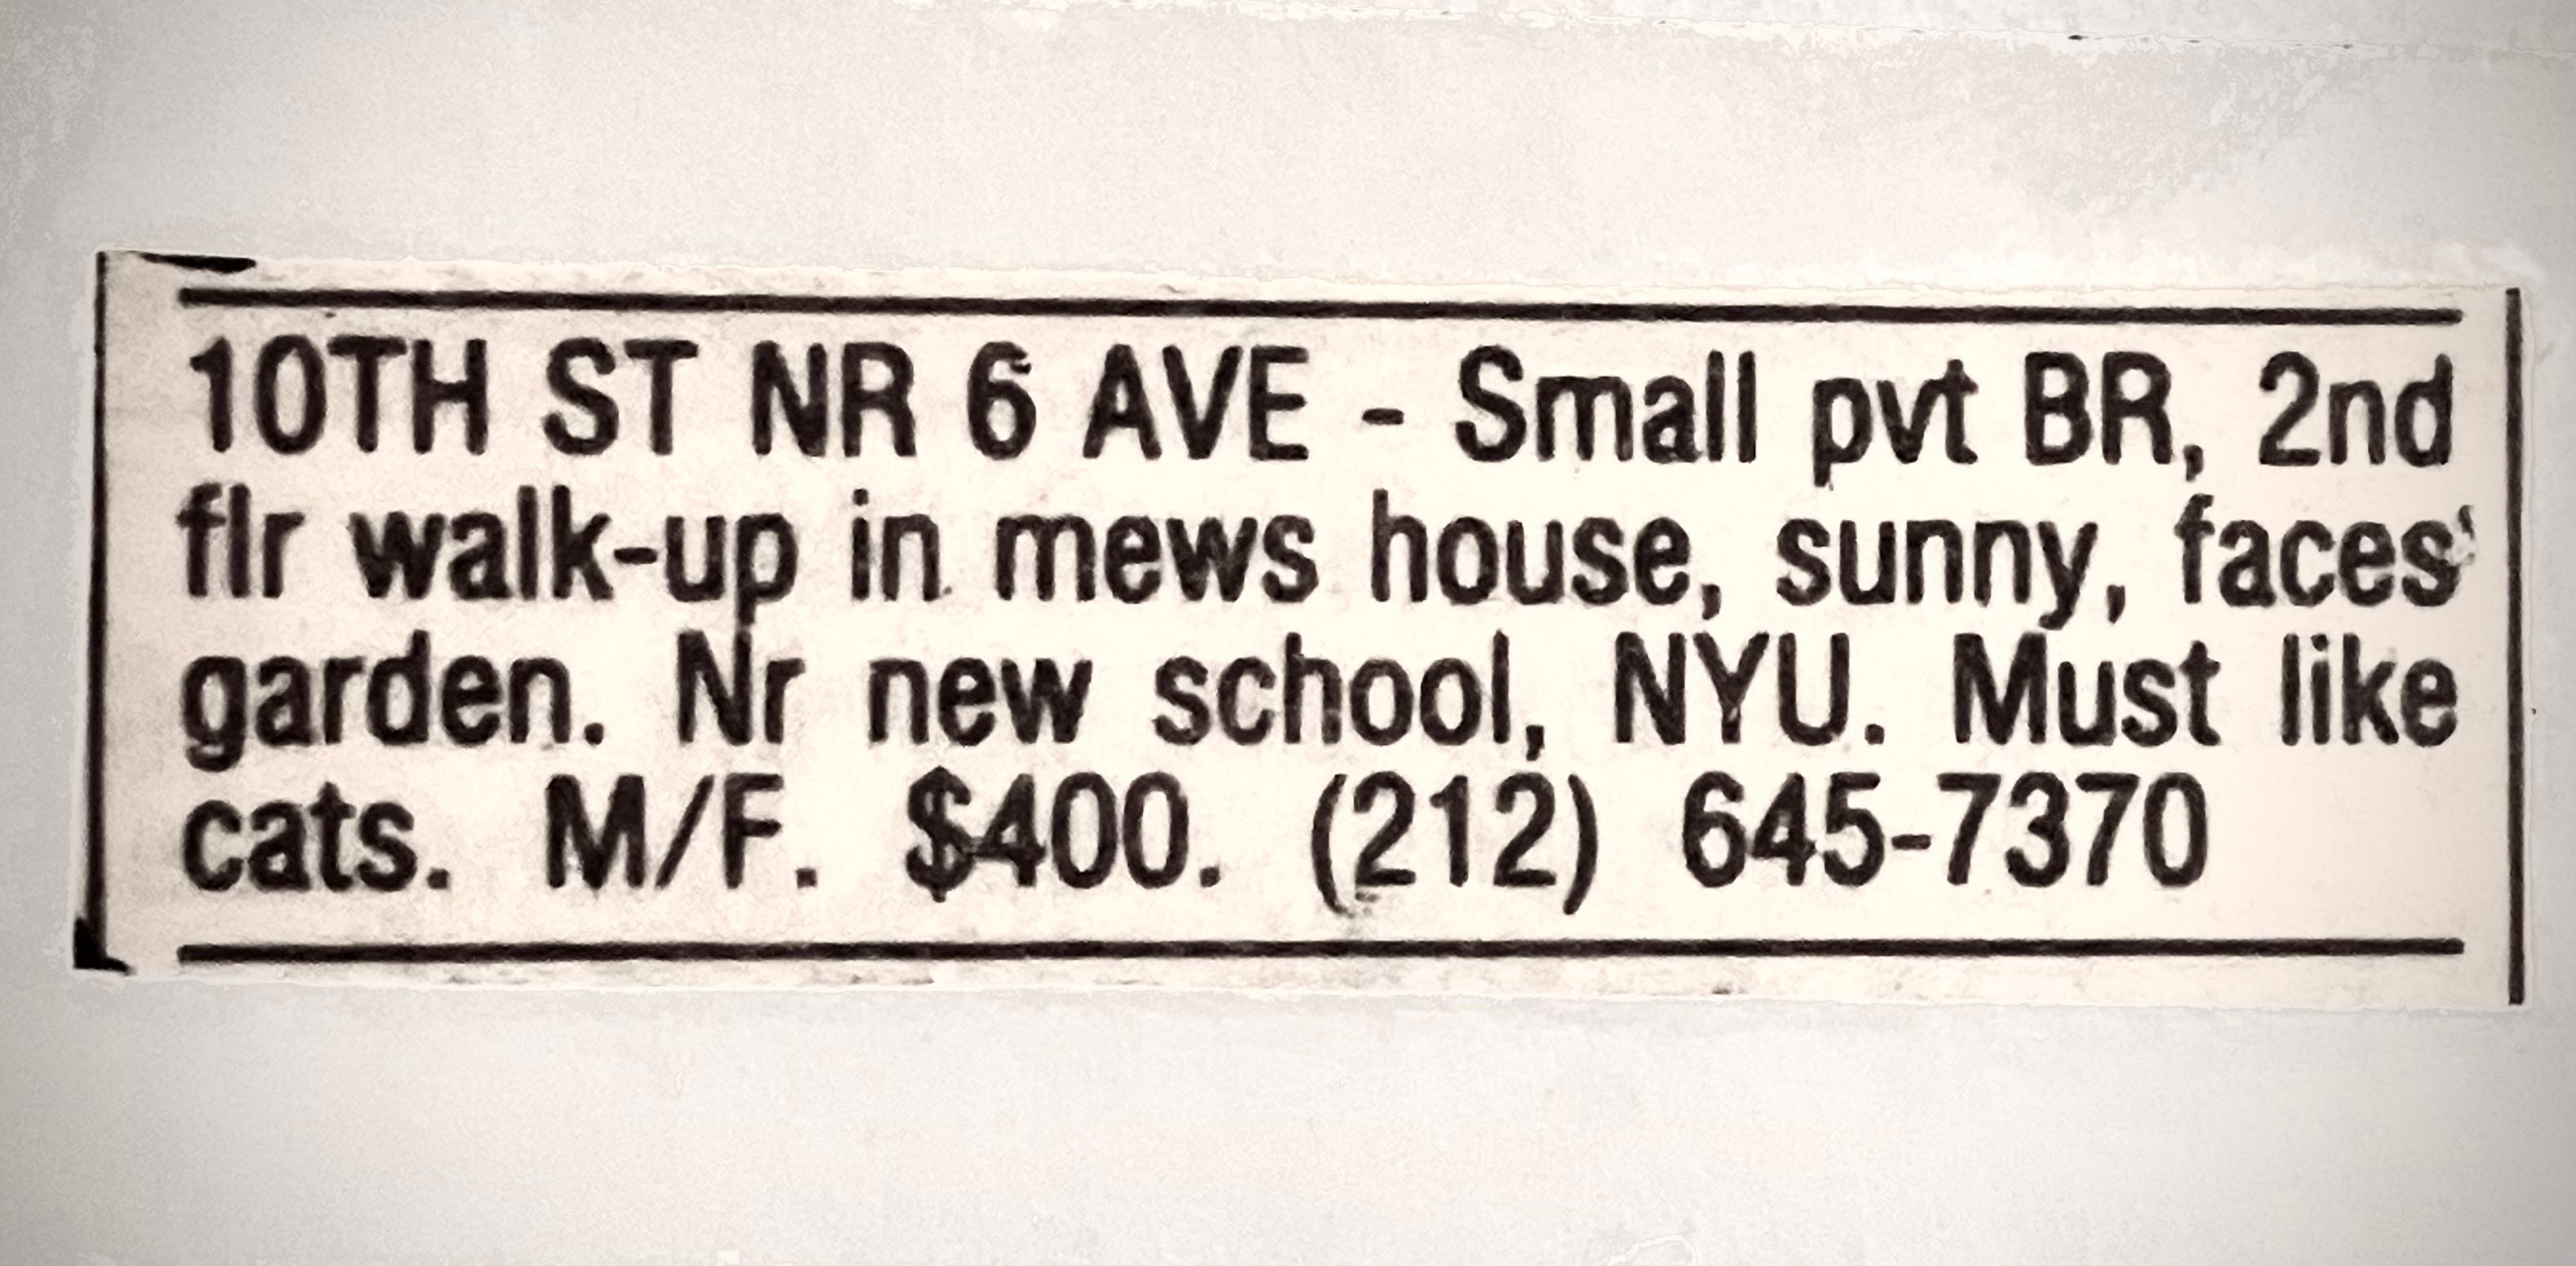 10TH ST NR 6 AVE - Small pvt BR, 2nd
flr walk-up in mews house, sunny, faces
garden. Nr new school, NYU. Must like
cats. M/F. $400. (212) 645-7370